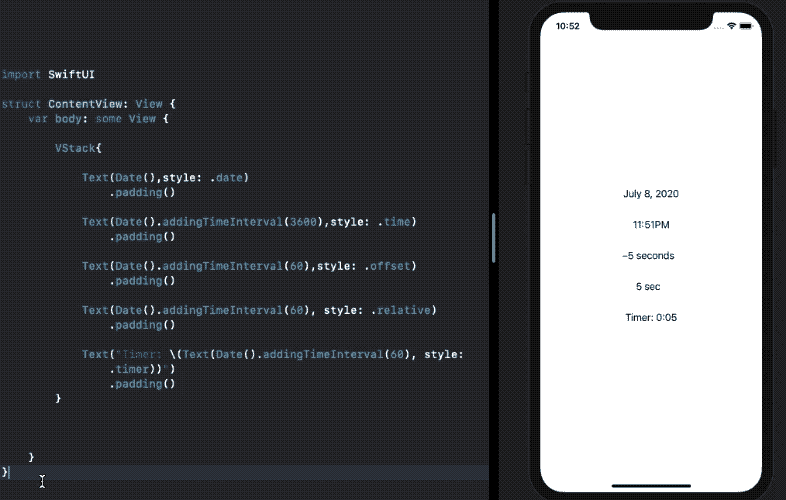 import SwiftUI
struct ContentView: View {
var body: some View {
VStack{
Text(Date(),style: .date)
.padding()
Text(Date().addingTimeInterval(3600),style: .time)
.padding()
Text(Date().addingTimeInterval(60),style: .offset)
.padding()
Text(Date().addingTimeInterval(60), style: .relative)
.padding()
Text("Timer: \(Text(Date().addingTimeInterval(60), style:
.timer))")
.padding()
}
}
}
10:52
July 8, 2020
11:51PM
−5 seconds
5 sec
Timer: 0:05